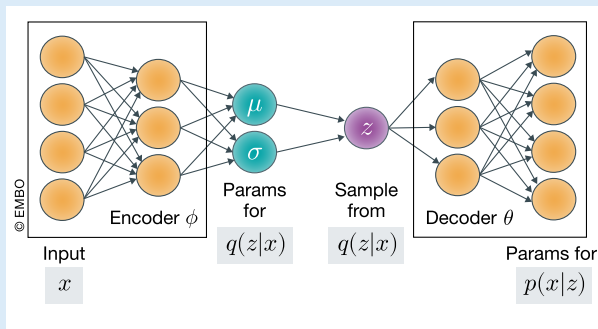 © EMBO
μ
σ
z
Encoder ϕ
Params
for
q(z|x)
Sample
from
q(z|x)
Decoder θ
Input
x
Params for
p(x|z)